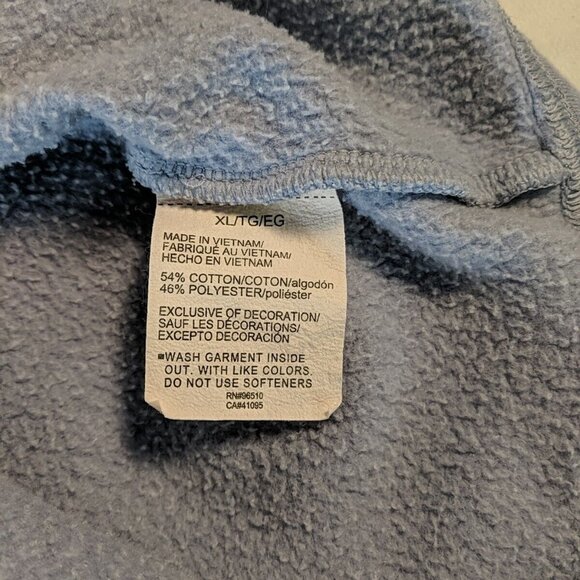 XL/TG/EG
MADE IN VIETNAM/
FABRIQUÉ AU VIETNAM/
HECHO EN VIETNAM
54% COTTON/COTON/algodón
46% POLYESTER/poliéster
EXCLUSIVE OF DECORATION/
SAUF LES DÉCORATIONS/
EXCEPTO DECORACIÓN
■WASH GARMENT INSIDE
OUT. WITH LIKE COLORS.
DO NOT USE SOFTENERS
RN#96510
CA#41095